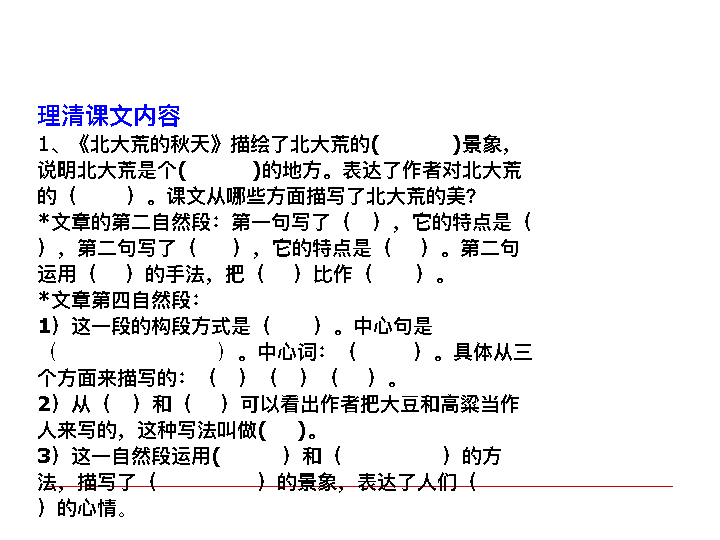 理清课文内容
1、《北大荒的秋天》描绘了北大荒的(             )景象，
说明北大荒是个(            )的地方。表达了作者对北大荒
的（        ）。课文从哪些方面描写了北大荒的美？
*文章的第二自然段：第一句写了（    ），它的特点是（
），第二句写了（      ），它的特点是（     ）。第二句
运用（     ）的手法，把（     ）比作（       ）。
*文章第四自然段：
1）这一段的构段方式是（       ）。中心句是
（                              ）。中心词：（          ）。具体从三
个方面来描写的：（    ）（    ）（     ）。
2）从（    ）和（     ）可以看出作者把大豆和高粱当作
人来写的，这种写法叫做(      )。
3）这一自然段运用(           ）和（                  ）的方
法，描写了（                  ）的景象，表达了人们（
）的心情。